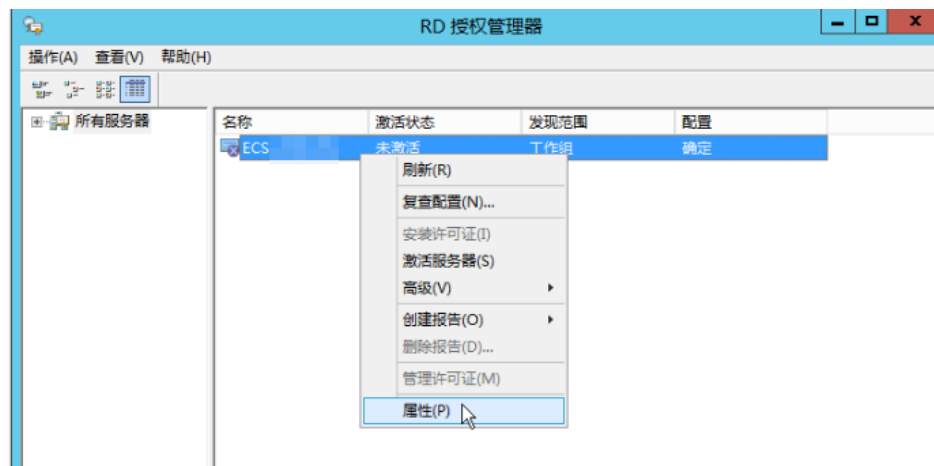 RD 授权管理器
操作(A) 查看(V) 帮助(H)
所有服务器
名称 激活状态 发现范围 配置
ECS 未激活 工作组 确定
刷新(R)
复查配置(N)...
安装许可证(I)
激活服务器(S)
高级(V)
创建报告(O)
删除报告(D)...
管理许可证(M)
属性(P)